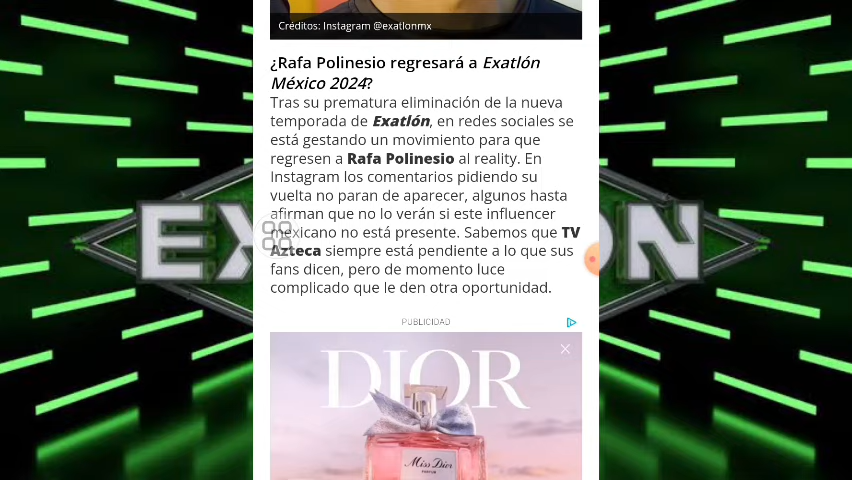 Créditos: Instagram @exatlonmx
¿Rafa Polinesio regresará a Exatlón
México 2024?
Tras su prematura eliminación de la nueva
temporada de Exatlón, en redes sociales se
está gestando un movimiento para que
regresen a Rafa Polinesio al reality. En
Instagram los comentarios pidiendo su
vuelta no paran de aparecer, algunos hasta
afirman que no lo verán si este influencer
mexicano no está presente. Sabemos que TV
Azteca siempre está pendiente a lo que sus
fans dicen, pero de momento luce
complicado que le den otra oportunidad.
EX ON
PUBLICIDAD
DIOR
Miss Dior
PARFUM